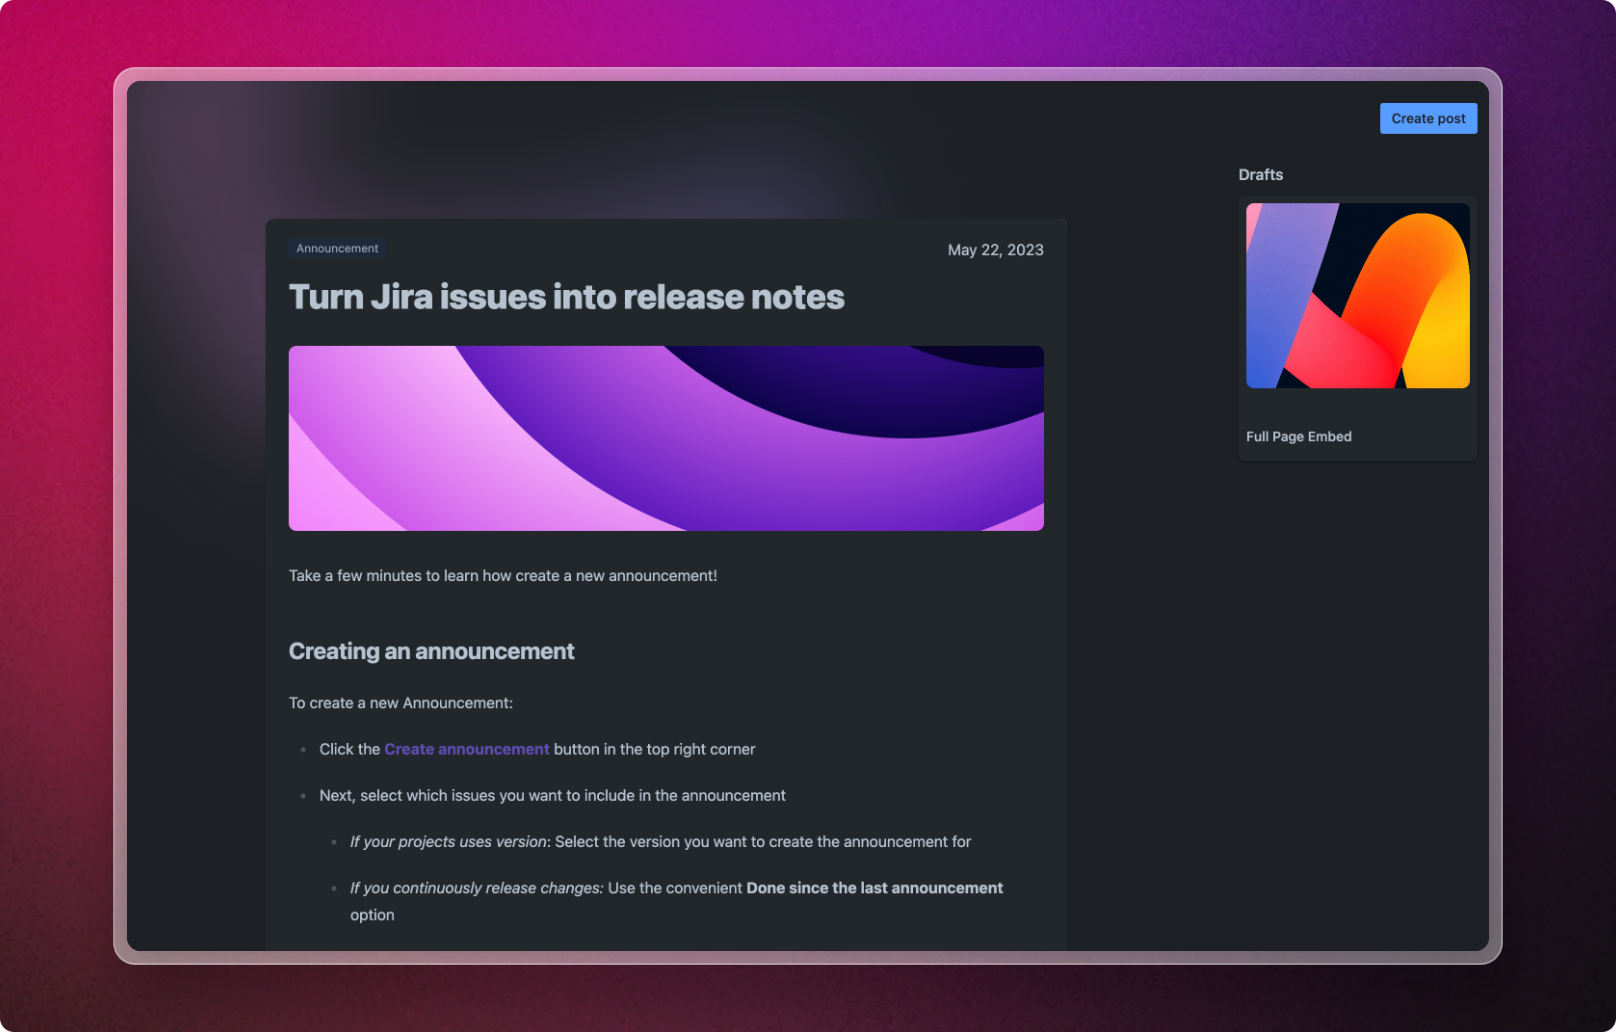 Create post
Drafts
Full Page Embed
Announcement
May 22, 2023
Turn Jira issues into release notes
Take a few minutes to learn how create a new announcement!
Creating an announcement
To create a new Announcement:
Click the Create announcement button in the top right corner
Next, select which issues you want to include in the announcement
If your projects uses version: Select the version you want to create the announcement for
If you continuously release changes: Use the convenient Done since the last announcement
option